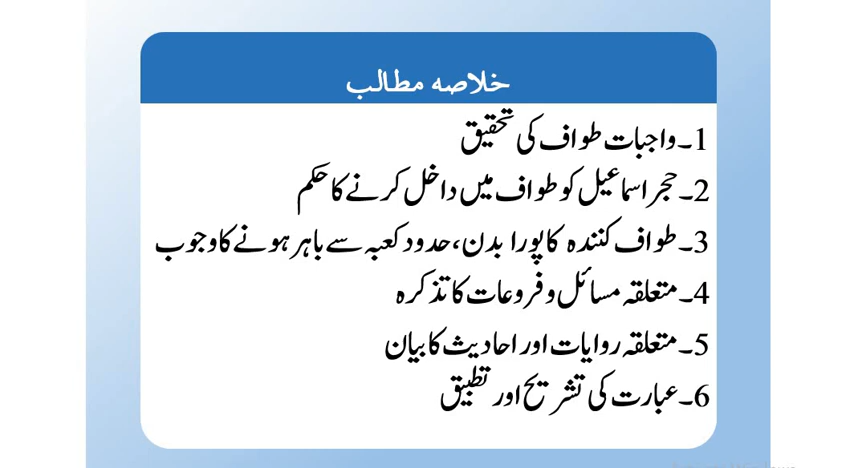 خلاصہ مطالب
1۔واجبات طواف کی تحقیق
2۔حجر اسماعیل کو طواف میں داخل کرنے کا حکم
3۔طواف کنندہ کا پورا بدن، حدود کعبہ سے باہر ہونے کا وجوب
4۔متعلقہ مسائل و فروعات کا تذکرہ
5۔متعلقہ روایات اور احادیث کا بیان
6۔عبارت کی تشریح اور تطبیق